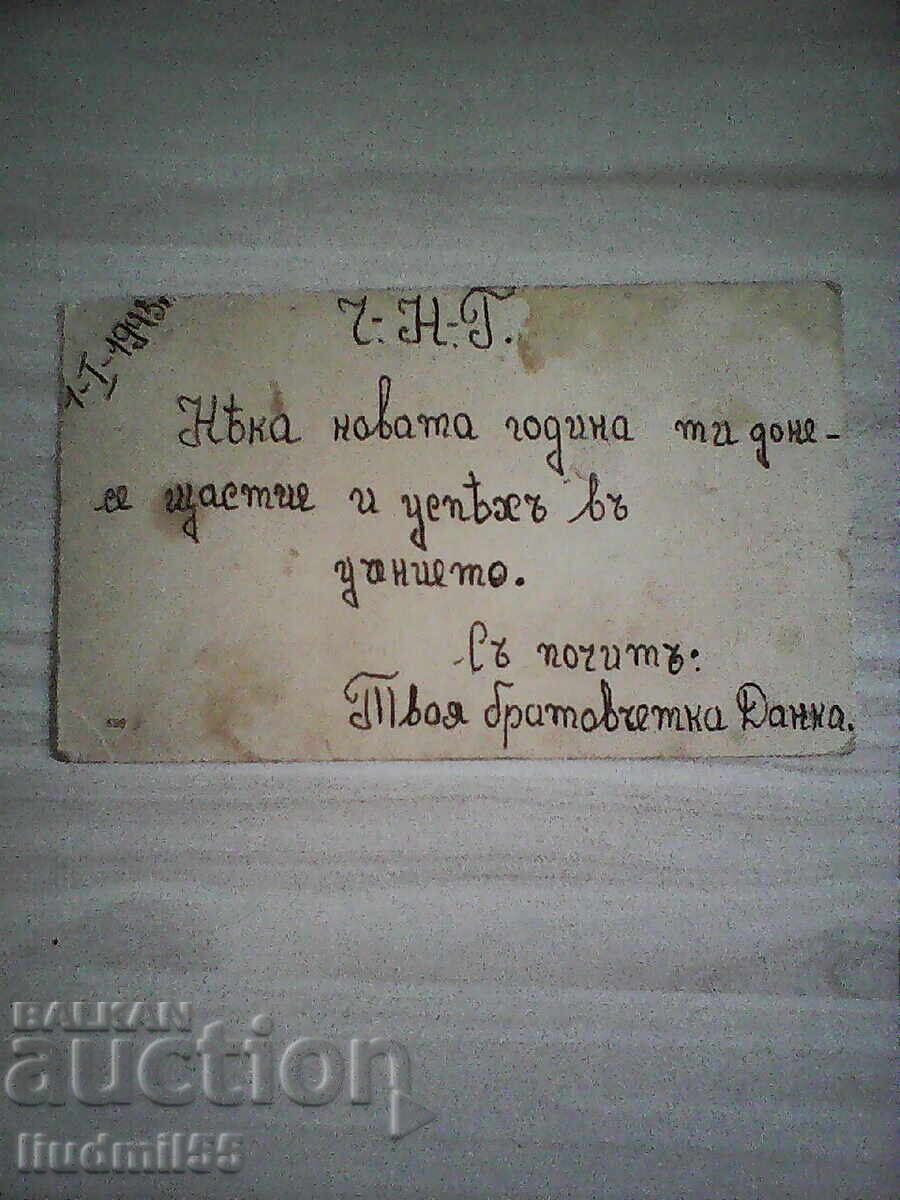 1-I-1943г.
Ч.-Н.-Г.
Нѣка новата година ти доне-
се щастие и успѣхъ въ
учението.
Съ почитъ:
Твоя братовчетка Данка.
BALKAN
auction
liudmil55